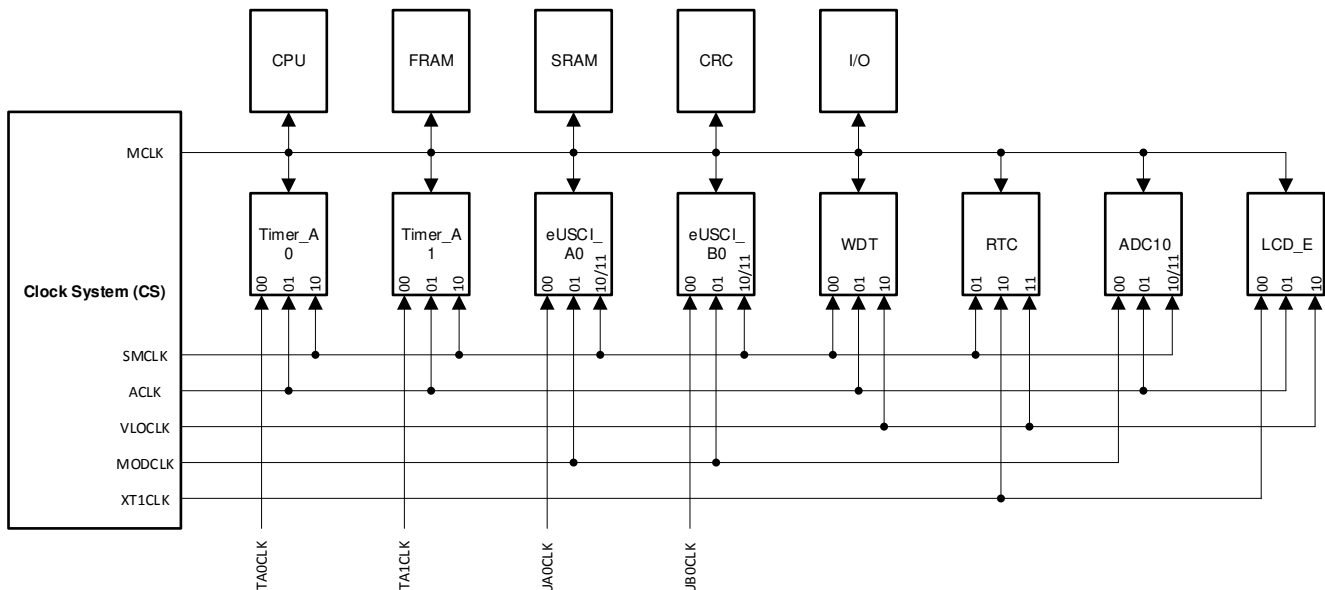 CPU
FRAM
SRAM
CRC
I/O
MCLK
Timer_A
0
00
01
10
Timer_A
1
00
01
10
eUSCI_
A0
00
01
10/11
eUSCI_
B0
00
01
10/11
WDT
00
01
10
RTC
01
10
11
ADC10
00
01
10/11
LCD_E
00
01
10
Clock System (CS)
SMCLK
ACLK
VLOCLK
MODCLK
XT1CLK
TA0CLK
TA1CLK
UA0CLK
UB0CLK